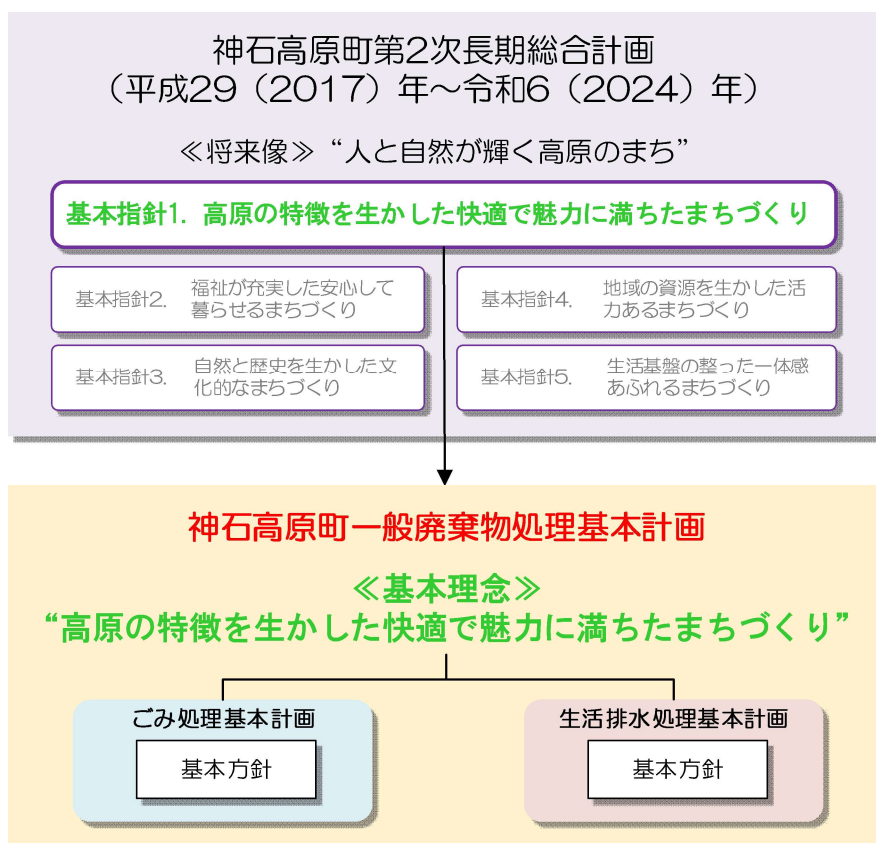 神石高原町第2次長期総合計画
（平成29（2017）年～令和6（2024）年）
≪将来像≫“人と自然が輝く高原のまち”
基本指針1. 高原の特徴を生かした快適で魅力に満ちたまちづくり
基本指針2. 福祉が充実した安心して
暮らせるまちづくり
基本指針3. 自然と歴史を生かした文
化的なまちづくり
基本指針4. 地域の資源を生かした活
力あるまちづくり
基本指針5. 生活基盤の整った一体感
あふれるまちづくり
神石高原町一般廃棄物処理基本計画
≪基本理念≫
“高原の特徴を生かした快適で魅力に満ちたまちづくり”
ごみ処理基本計画
基本方針
生活排水処理基本計画
基本方針